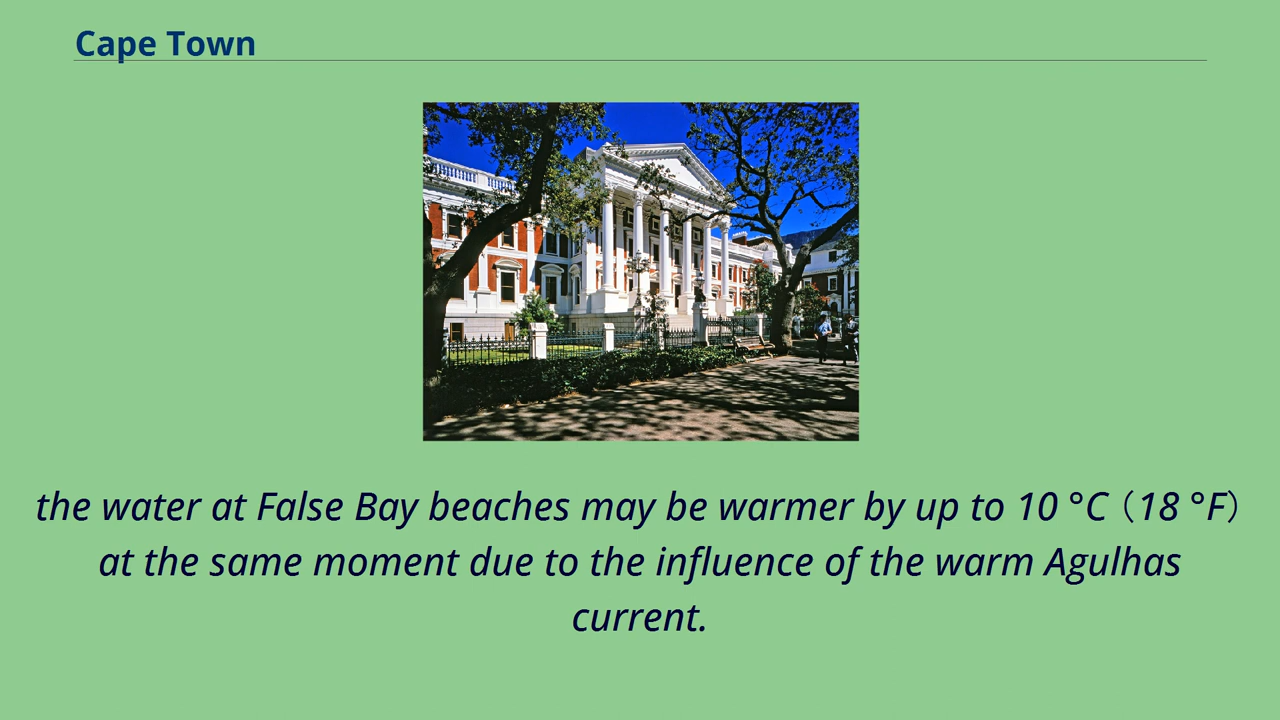 Cape Town
the water at False Bay beaches may be warmer by up to 10 °C（18 °F）
at the same moment due to the influence of the warm Agulhas
current.